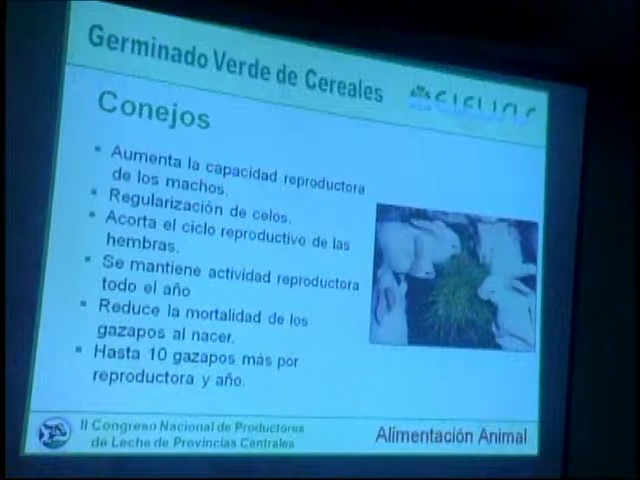 Germinado Verde de Cereales
Conejos
Aumenta la capacidad reproductora
de los machos.
Regularización de celos.
Acorta el ciclo reproductivo de las
hembras.
Se mantiene actividad reproductora
todo el año
Reduce la mortalidad de los
gazapos al nacer.
Hasta 10 gazapos más por
reproductora y año.
II Congreso Nacional de Productores
de Leche de Provincias Centrales
Alimentación Animal